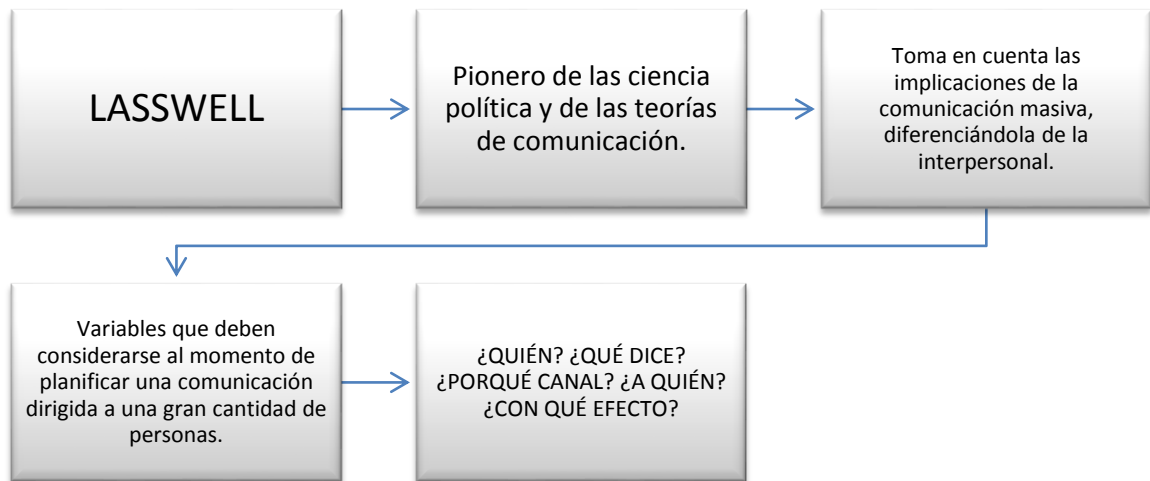 LASSWELL
Pionero de las ciencia
política y de las teorías
de comunicación.
Toma en cuenta las
implicaciones de la
comunicación masiva,
diferenciándola de la
interpersonal.
Variables que deben
considerarse al momento de
planificar una comunicación
dirigida a una gran cantidad de
personas.
¿QUIÉN? ¿QUÉ DICE?
¿PORQUÉ CANAL? ¿A QUIÉN?
¿CON QUÉ EFECTO?